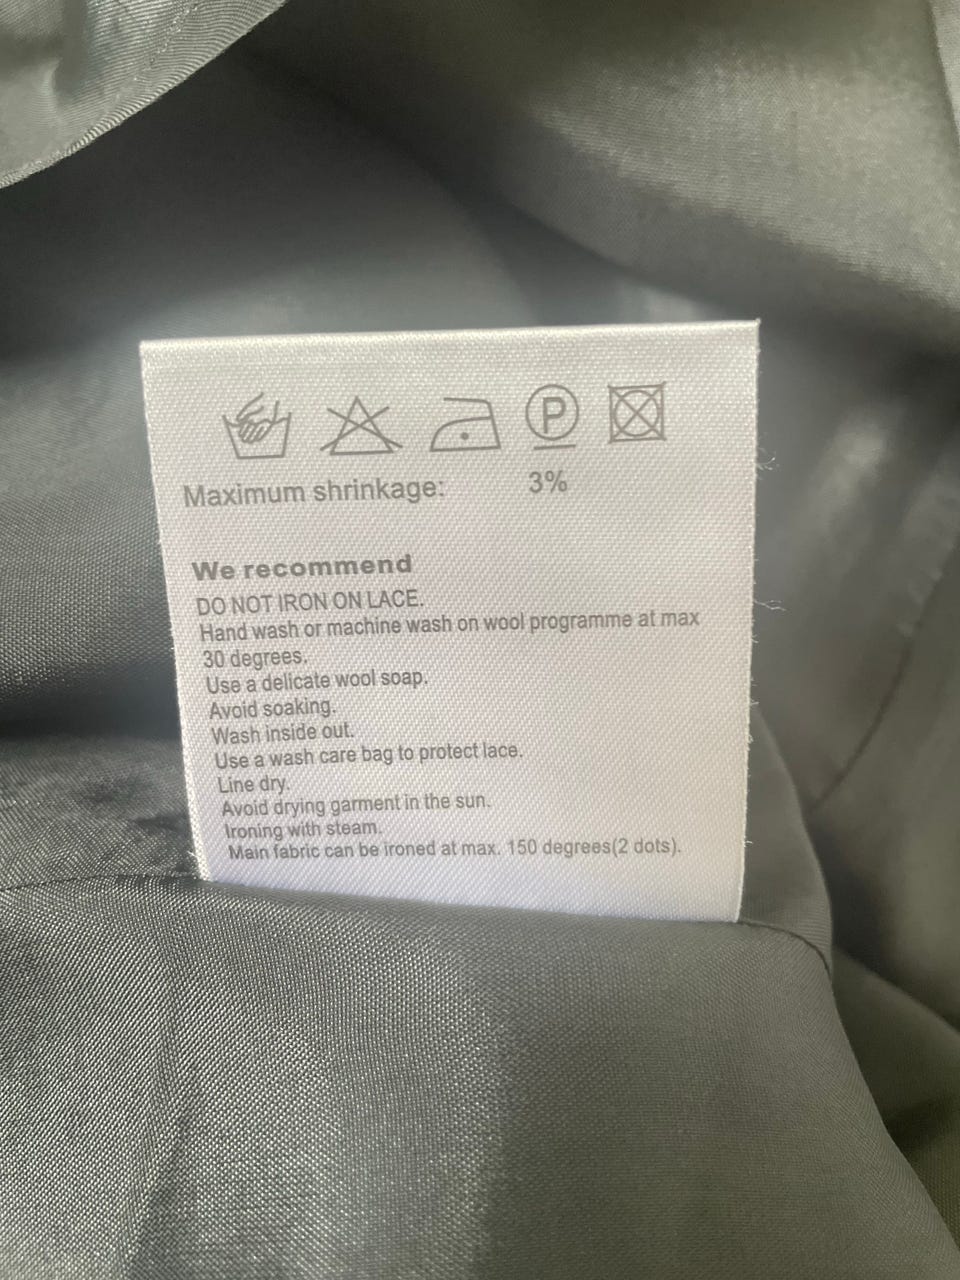 P
Maximum shrinkage: 3%
We recommend
DO NOT IRON ON LACE.
Hand wash or machine wash on wool programme at max
30 degrees.
Use a delicate wool soap.
Avoid soaking.
Wash inside out.
Use a wash care bag to protect lace.
Line dry.
Avoid drying garment in the sun.
Ironing with steam.
Main fabric can be ironed at max. 150 degrees(2 dots).